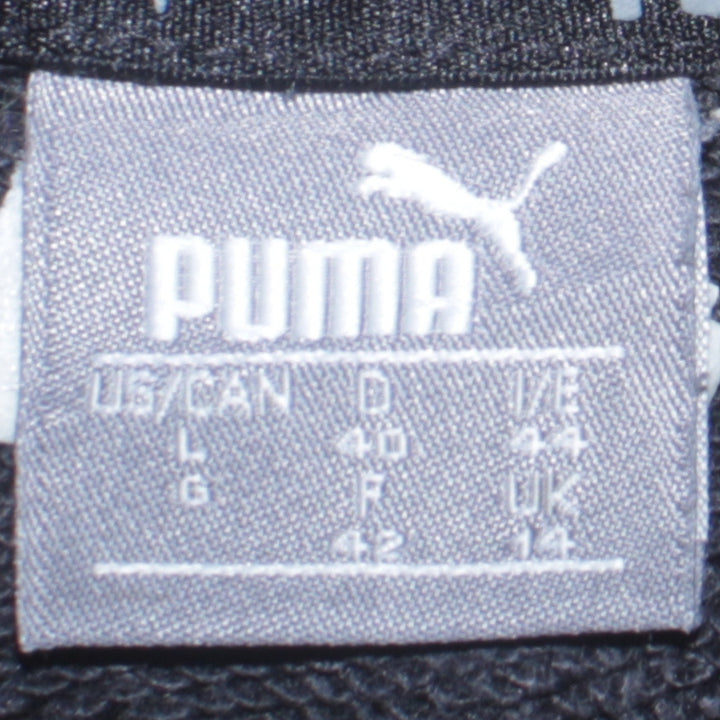 PUMA
US/CAN D I/E
L 40 44
G F UK
42 14